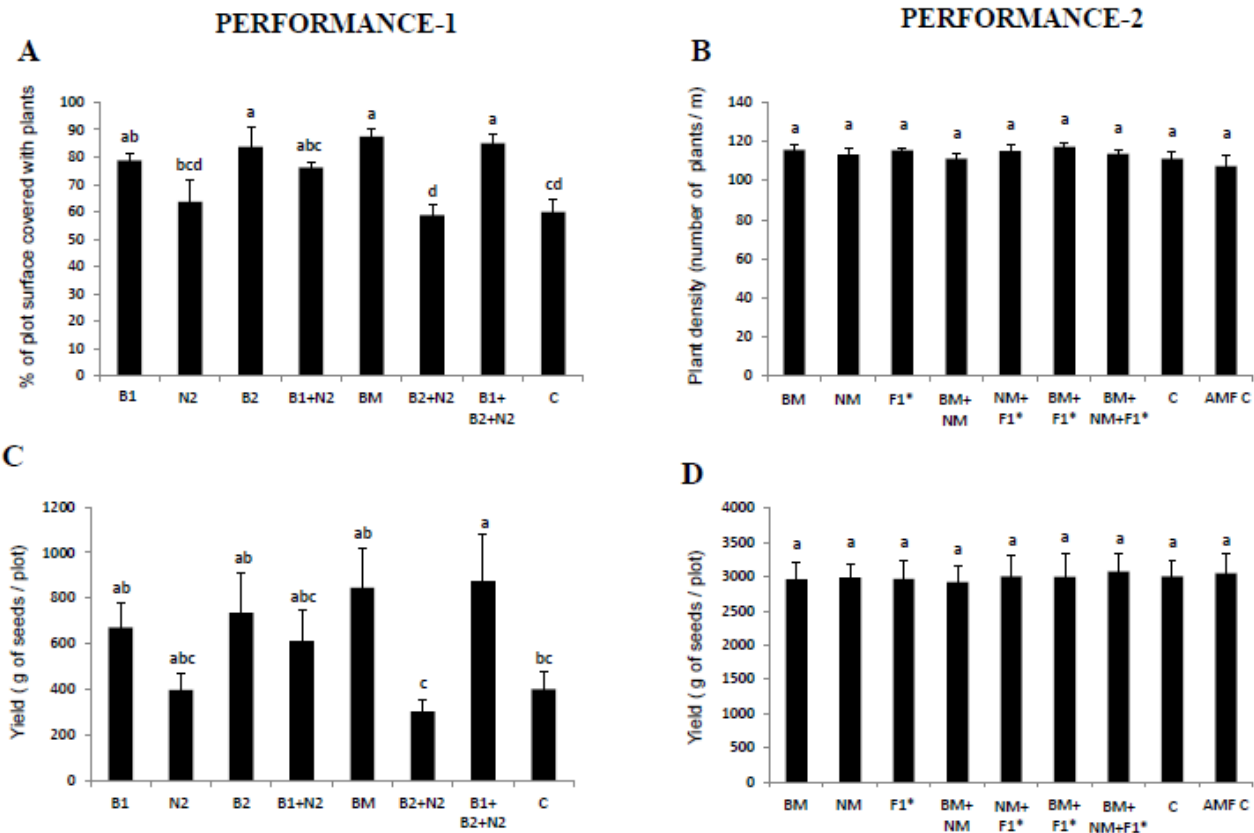 PERFORMANCE-1
PERFORMANCE-2
A
% of plot surface covered with plants
100
90
80
70
60
50
40
30
20
10
0
ab
bcd
a
abc
a
d
a
cd
B1
N2
B2
B1+N2
BM
B2+N2
B1+
B2+N2
C
B
Plant density (number of plants / m)
140
120
100
80
60
40
20
0
a
a
a
a
a
a
a
a
a
BM
NM
F1*
BM+
NM
NM+
F1*
BM+
F1*
BM+
NM+F1*
C
AMF C
C
Yield ( g of seeds / plot)
1200
1000
800
600
400
200
0
ab
abc
ab
abc
ab
c
a
bc
B1
N2
B2
B1+N2
BM
B2+N2
B1+
B2+N2
C
D
Yield ( g of seeds / plot)
4000
3500
3000
2500
2000
1500
1000
500
0
a
a
a
a
a
a
a
a
a
BM
NM
F1*
BM+
NM
NM+
F1*
BM+
F1*
BM+
NM+F1*
C
AMF C